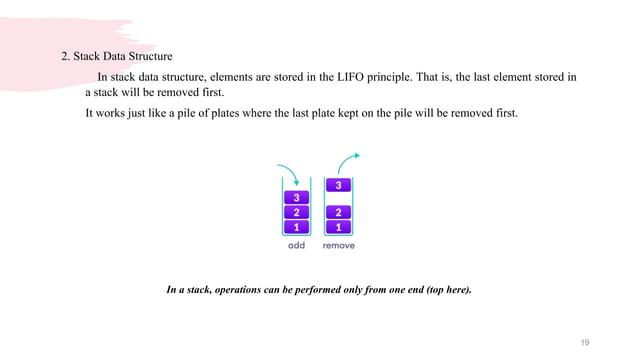 2. Stack Data Structure
In stack data structure, elements are stored in the LIFO principle. That is, the last element stored in
a stack will be removed first.
It works just like a pile of plates where the last plate kept on the pile will be removed first.
3
3
2
2
1
1
add
remove
In a stack, operations can be performed only from one end (top here).
19